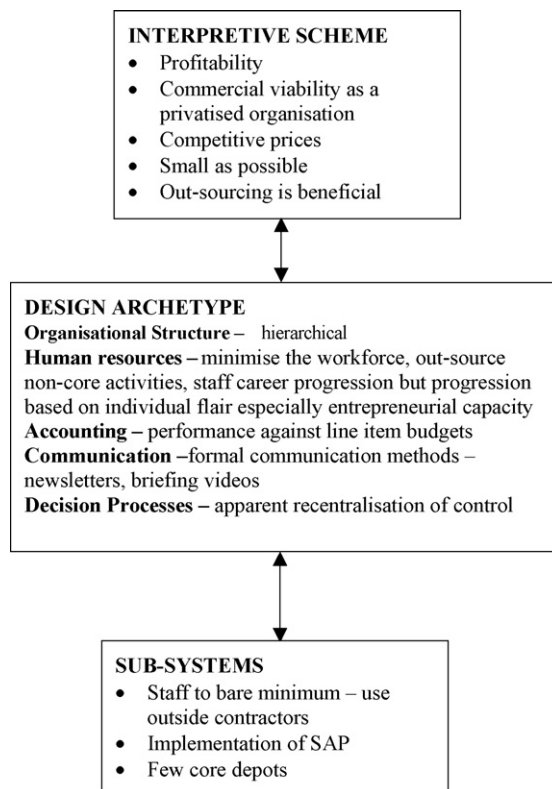 INTERPRETIVE SCHEME
• Profitability
• Commercial viability as a
privatised organisation
• Competitive prices
• Small as possible
• Out-sourcing is beneficial
DESIGN ARCHETYPE
Organisational Structure – hierarchical
Human resources – minimise the workforce, out-source
non-core activities, staff career progression but progression
based on individual flair especially entrepreneurial capacity
Accounting – performance against line item budgets
Communication –formal communication methods –
newsletters, briefing videos
Decision Processes – apparent recentralisation of control
SUB-SYSTEMS
• Staff to bare minimum – use
outside contractors
• Implementation of SAP
• Few core depots